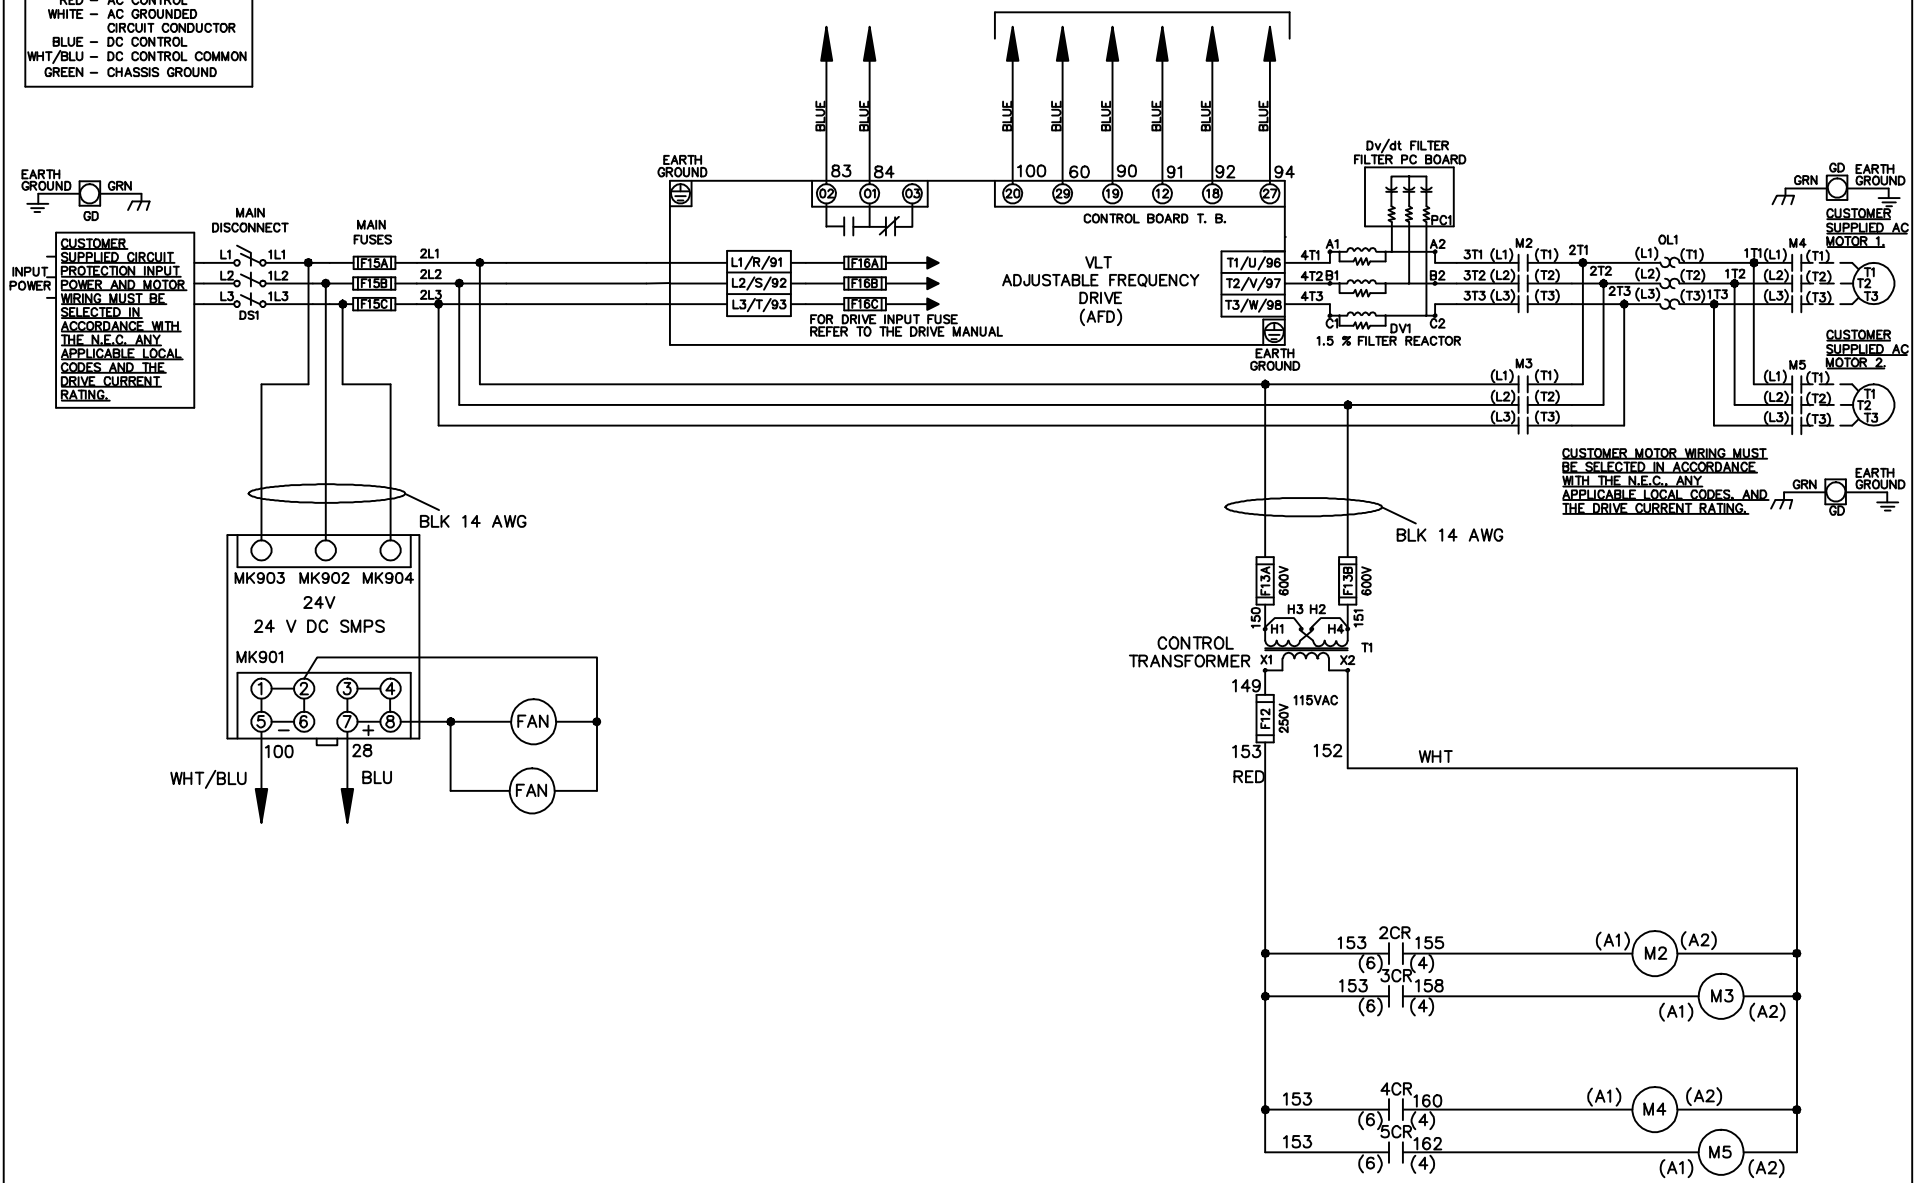 RED – AC CONTROL
WHITE – AC GROUNDED
CIRCUIT CONDUCTOR
BLUE – DC CONTROL
WHT/BLU – DC CONTROL COMMON
GREEN – CHASSIS GROUND
BLUE
BLUE
BLUE
BLUE
BLUE
BLUE
BLUE
BLUE
EARTH
GROUND
83
84
100
60
90
91
92
94
02
01
03
20
29
19
12
18
27
CONTROL BOARD T. B.
Dv/dt FILTER
FILTER PC BOARD
PC1
EARTH
GROUND
GRN
GD
MAIN
DISCONNECT
MAIN
FUSES
CUSTOMER
SUPPLIED CIRCUIT
PROTECTION INPUT
POWER AND MOTOR
WIRING MUST BE
SELECTED IN
ACCORDANCE WITH
THE N.E.C. ANY
APPLICABLE LOCAL
CODES AND THE
DRIVE CURRENT
RATING.
INPUT
POWER
L1
1L1
F15A
2L1
L2
1L2
F15B
2L2
L3
1L3
F15C
2L3
DS1
L1/R/91
L2/S/92
L3/T/93
F16A
F16B
F16C
FOR DRIVE INPUT FUSE
REFER TO THE DRIVE MANUAL
VLT
ADJUSTABLE FREQUENCY
DRIVE
(AFD)
T1/U/96
T2/V/97
T3/W/98
EARTH
GROUND
4T1
A1
A2
4T2
B1
B2
4T3
C1
C2
DV1
1.5 % FILTER REACTOR
3T1 (L1)
M2
(T1)
2T1
3T2 (L2)
(T2)
2T2
3T3 (L3)
(T3)
2T3
(L1)
OL1
(T1)
1T1
(L2)
(T2)
1T2
(L3)
(T3)
1T3
(L1)
M4
(T1)
(L2)
(T2)
(L3)
(T3)
T1
T2
T3
GRN
GD
EARTH
GROUND
CUSTOMER
SUPPLIED AC
MOTOR 1.
CUSTOMER
SUPPLIED AC
MOTOR 2.
M3
(L1)
(T1)
(L2)
(T2)
(L3)
(T3)
M5
(L1)
(T1)
(L2)
(T2)
(L3)
(T3)
T1
T2
T3
CUSTOMER MOTOR WIRING MUST
BE SELECTED IN ACCORDANCE
WITH THE N.E.C., ANY
APPLICABLE LOCAL CODES, AND
THE DRIVE CURRENT RATING.
GRN
GD
EARTH
GROUND
BLK 14 AWG
BLK 14 AWG
MK903
MK902
MK904
24V
24 V DC SMPS
MK901
1
2
3
4
5
6
7
8
–
+
100
28
WHT/BLU
BLU
FAN
FAN
F13A
600V
F13B
600V
150
151
H3 H2
H1
H4
T1
CONTROL
TRANSFORMER
X1
X2
149
115VAC
F12
250V
153
152
RED
WHT
2CR
153
155
(6)
(4)
(A1)
M2
(A2)
3CR
153
158
(6)
(4)
(A1)
M3
(A2)
4CR
153
160
(6)
(4)
(A1)
M4
(A2)
5CR
153
162
(6)
(4)
(A1)
M5
(A2)